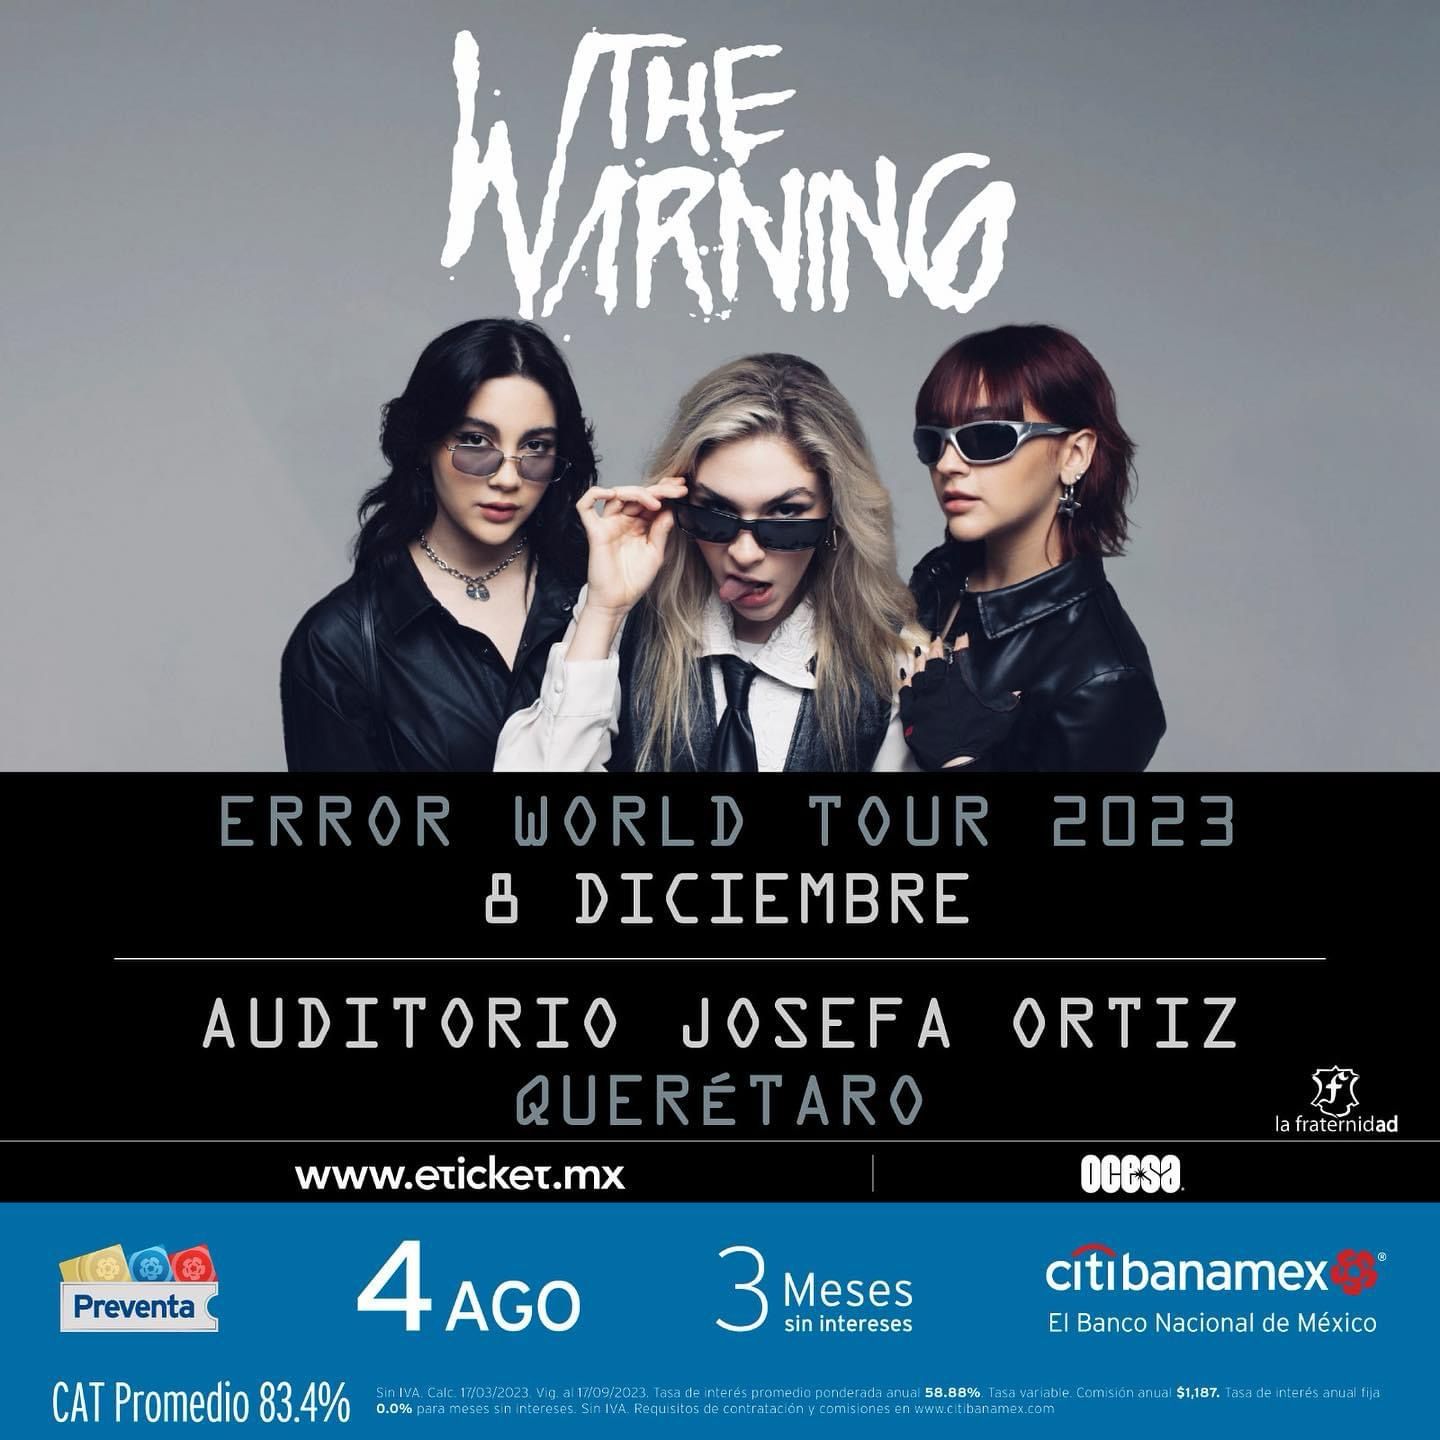 THE
WARNING
ERROR WORLD TOUR 2023
8 DICIEMBRE
AUDITORIO JOSEFA ORTIZ
QUERÉTARO
f
la fraternidad
www.eticket.mx
ocesa
Preventa
4 AGO
3 Meses
sin intereses
citibanamex®
El Banco Nacional de México
CAT Promedio 83.4%
Sin IVA. Calc. 17/03/2023. Vig. al 17/09/2023. Tasa de interés promedio ponderada anual 58.88%. Tasa variable. Comisión anual $1,187. Tasa de interés anual fija
0.0% para meses sin intereses. Sin IVA. Requisitos de contratación y comisiones en www.citibanamex.com